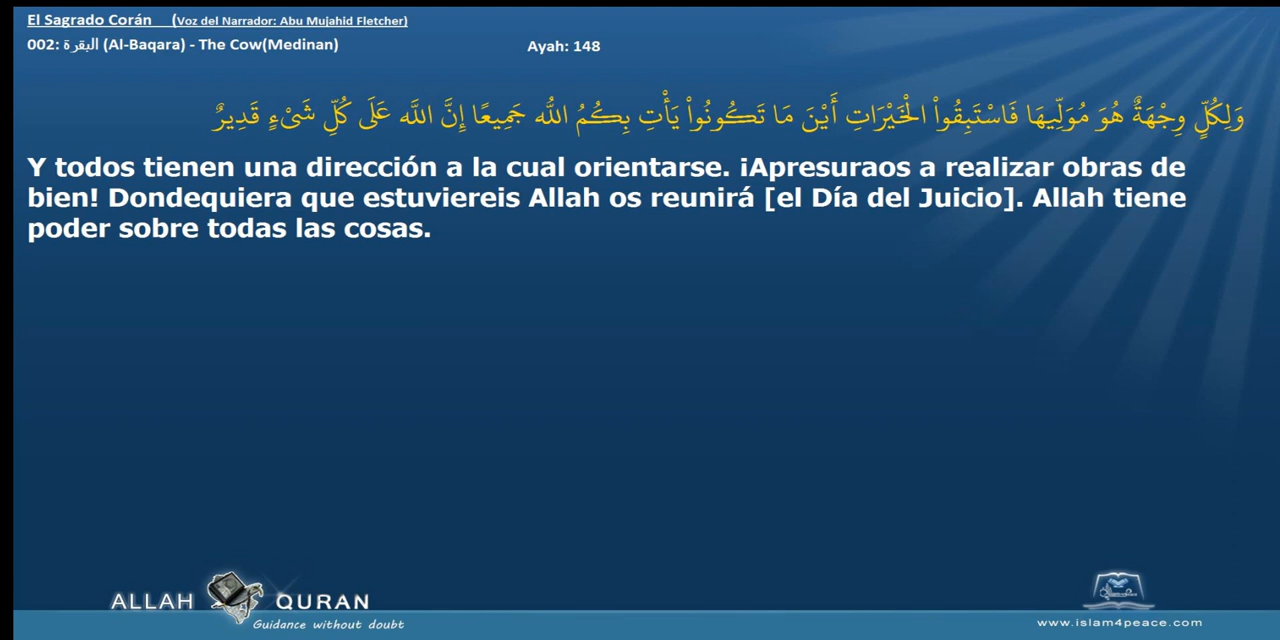 El Sagrado Corán (Voz del Narrador: Abu Mujahid Fletcher)
002: البقرة (Al-Baqara) - The Cow(Medinan) Ayah: 148
وَلِكُلٍّ وِجْهَةٌ هُوَ مُوَلِّيهَا فَاسْتَبِقُواْ الْخَيْرَاتِ أَيْنَ مَا تَكُونُواْ يَأْتِ بِكُمُ اللّه جَمِيعًا إِنَّ اللَّه عَلَى كُلِّ شَىْءٍ قَدِيرٌ
Y todos tienen una dirección a la cual orientarse. ¡Apresuraos a realizar obras de
bien! Dondequiera que estuviereis Allah os reunirá [el Día del Juicio]. Allah tiene
poder sobre todas las cosas.
ALLAH QURAN
Guidance without doubt
www.islam4peace.com